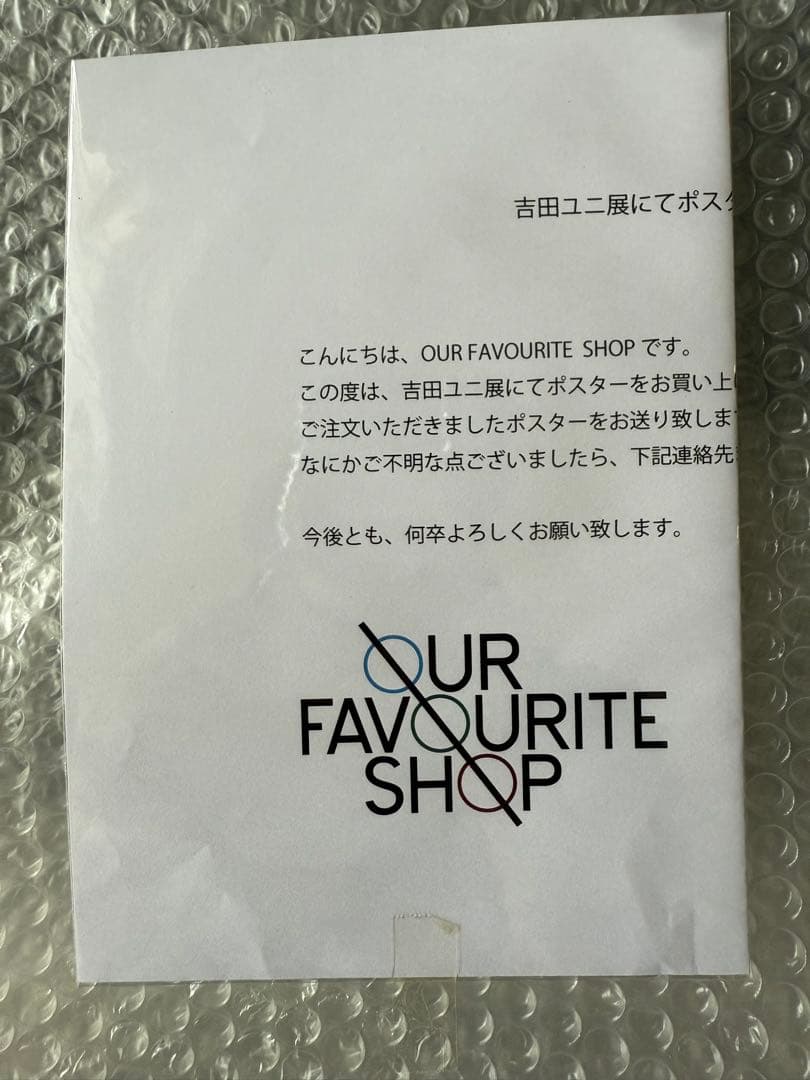 吉田ユニ展にてポス
こんにちは、OUR FAVOURITE SHOP です。
この度は、吉田ユニ展にてポスターをお買い上
ご注文いただきましたポスターをお送り致しま
なにかご不明な点ございましたら、下記連絡先
今後とも、何卒よろしくお願い致します。
OUR
FAVOURITE
SHOP